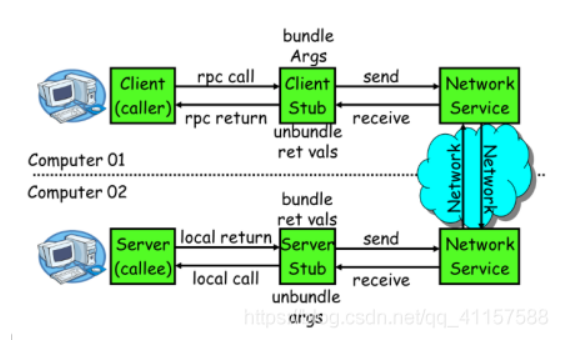 bundle
Args
Client
(caller)
rpc call
rpc return
Client
Stub
send
receive
Network
Service
unbundle
ret vals
Computer 01
Network
Network
Computer 02
bundle
ret vals
Server
(callee)
local return
local call
Server
Stub
send
receive
Network
Service
unbundle
args
https://blog.csdn.net/qq_41157588